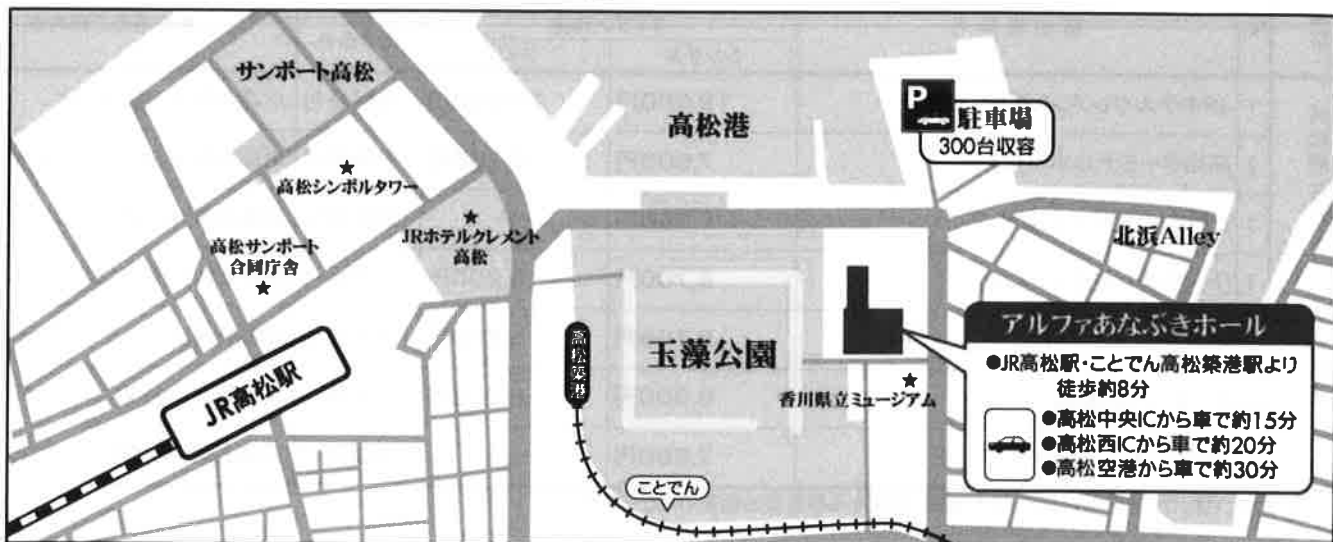 サンポート高松
高松港
P
駐車場
300台収容
高松シンボルタワー
JRホテルクレメント
高松
高松サンポート
合同庁舎
北浜Alley
アルファあなぶきホール
●JR高松駅・ことでん高松築港駅より
徒歩約8分
●高松中央ICから車で約15分
●高松西ICから車で約20分
●高松空港から車で約30分
高松築港
玉藻公園
香川県立ミュージアム
JR高松駅
ことでん